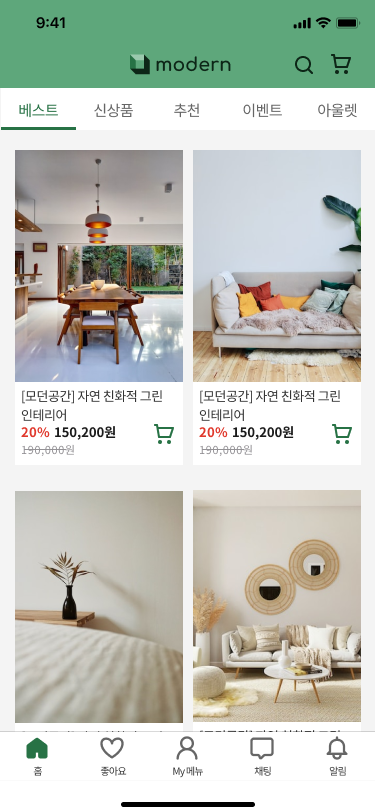 9:41
modern
베스트 신상품 추천 이벤트 아울렛
[모던공간] 자연 친화적 그린
인테리어
20% 150,200원
190,000원
[모던공간] 자연 친화적 그린
인테리어
20% 150,200원
190,000원
홈 좋아요 My메뉴 채팅 알림